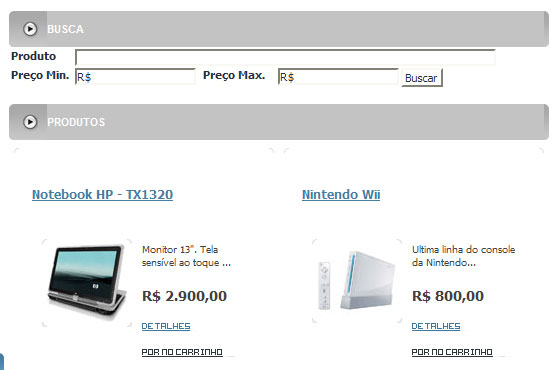 BUSCA
Produto
Preço Min. R$ Preço Max. R$ Buscar
PRODUTOS
Notebook HP - TX1320
Monitor 13". Tela
sensível ao toque ...
R$ 2.900,00
DETALHES
POR NO CARRINHO
Nintendo Wii
Ultima linha do console
da Nintendo...
R$ 800,00
DETALHES
POR NO CARRINHO